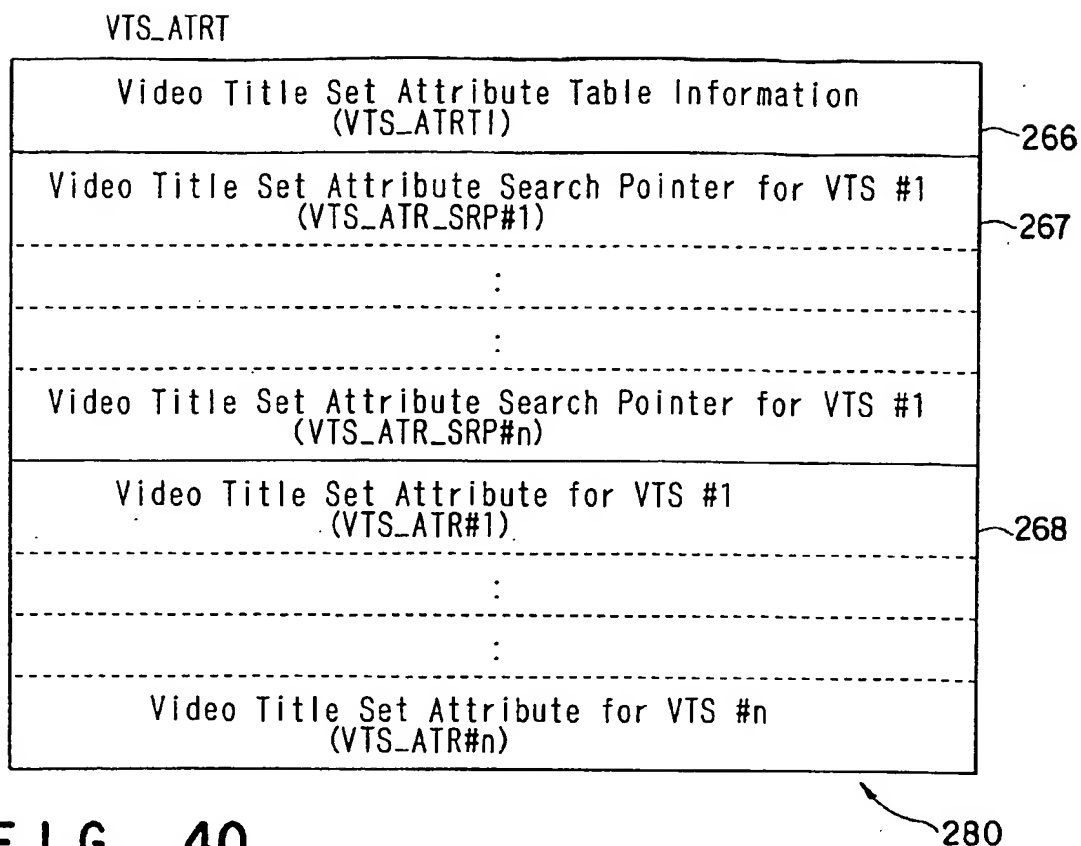 VTS_ATRT
Video Title Set Attribute Table Information
(VTS_ATRTI)
266
Video Title Set Attribute Search Pointer for VTS #1
(VTS_ATR_SRP#1)
267
:
:
Video Title Set Attribute Search Pointer for VTS #1
(VTS_ATR_SRP#n)
Video Title Set Attribute for VTS #1
(VTS_ATR#1)
268
:
:
Video Title Set Attribute for VTS #n
(VTS_ATR#n)
280
FIG. 40